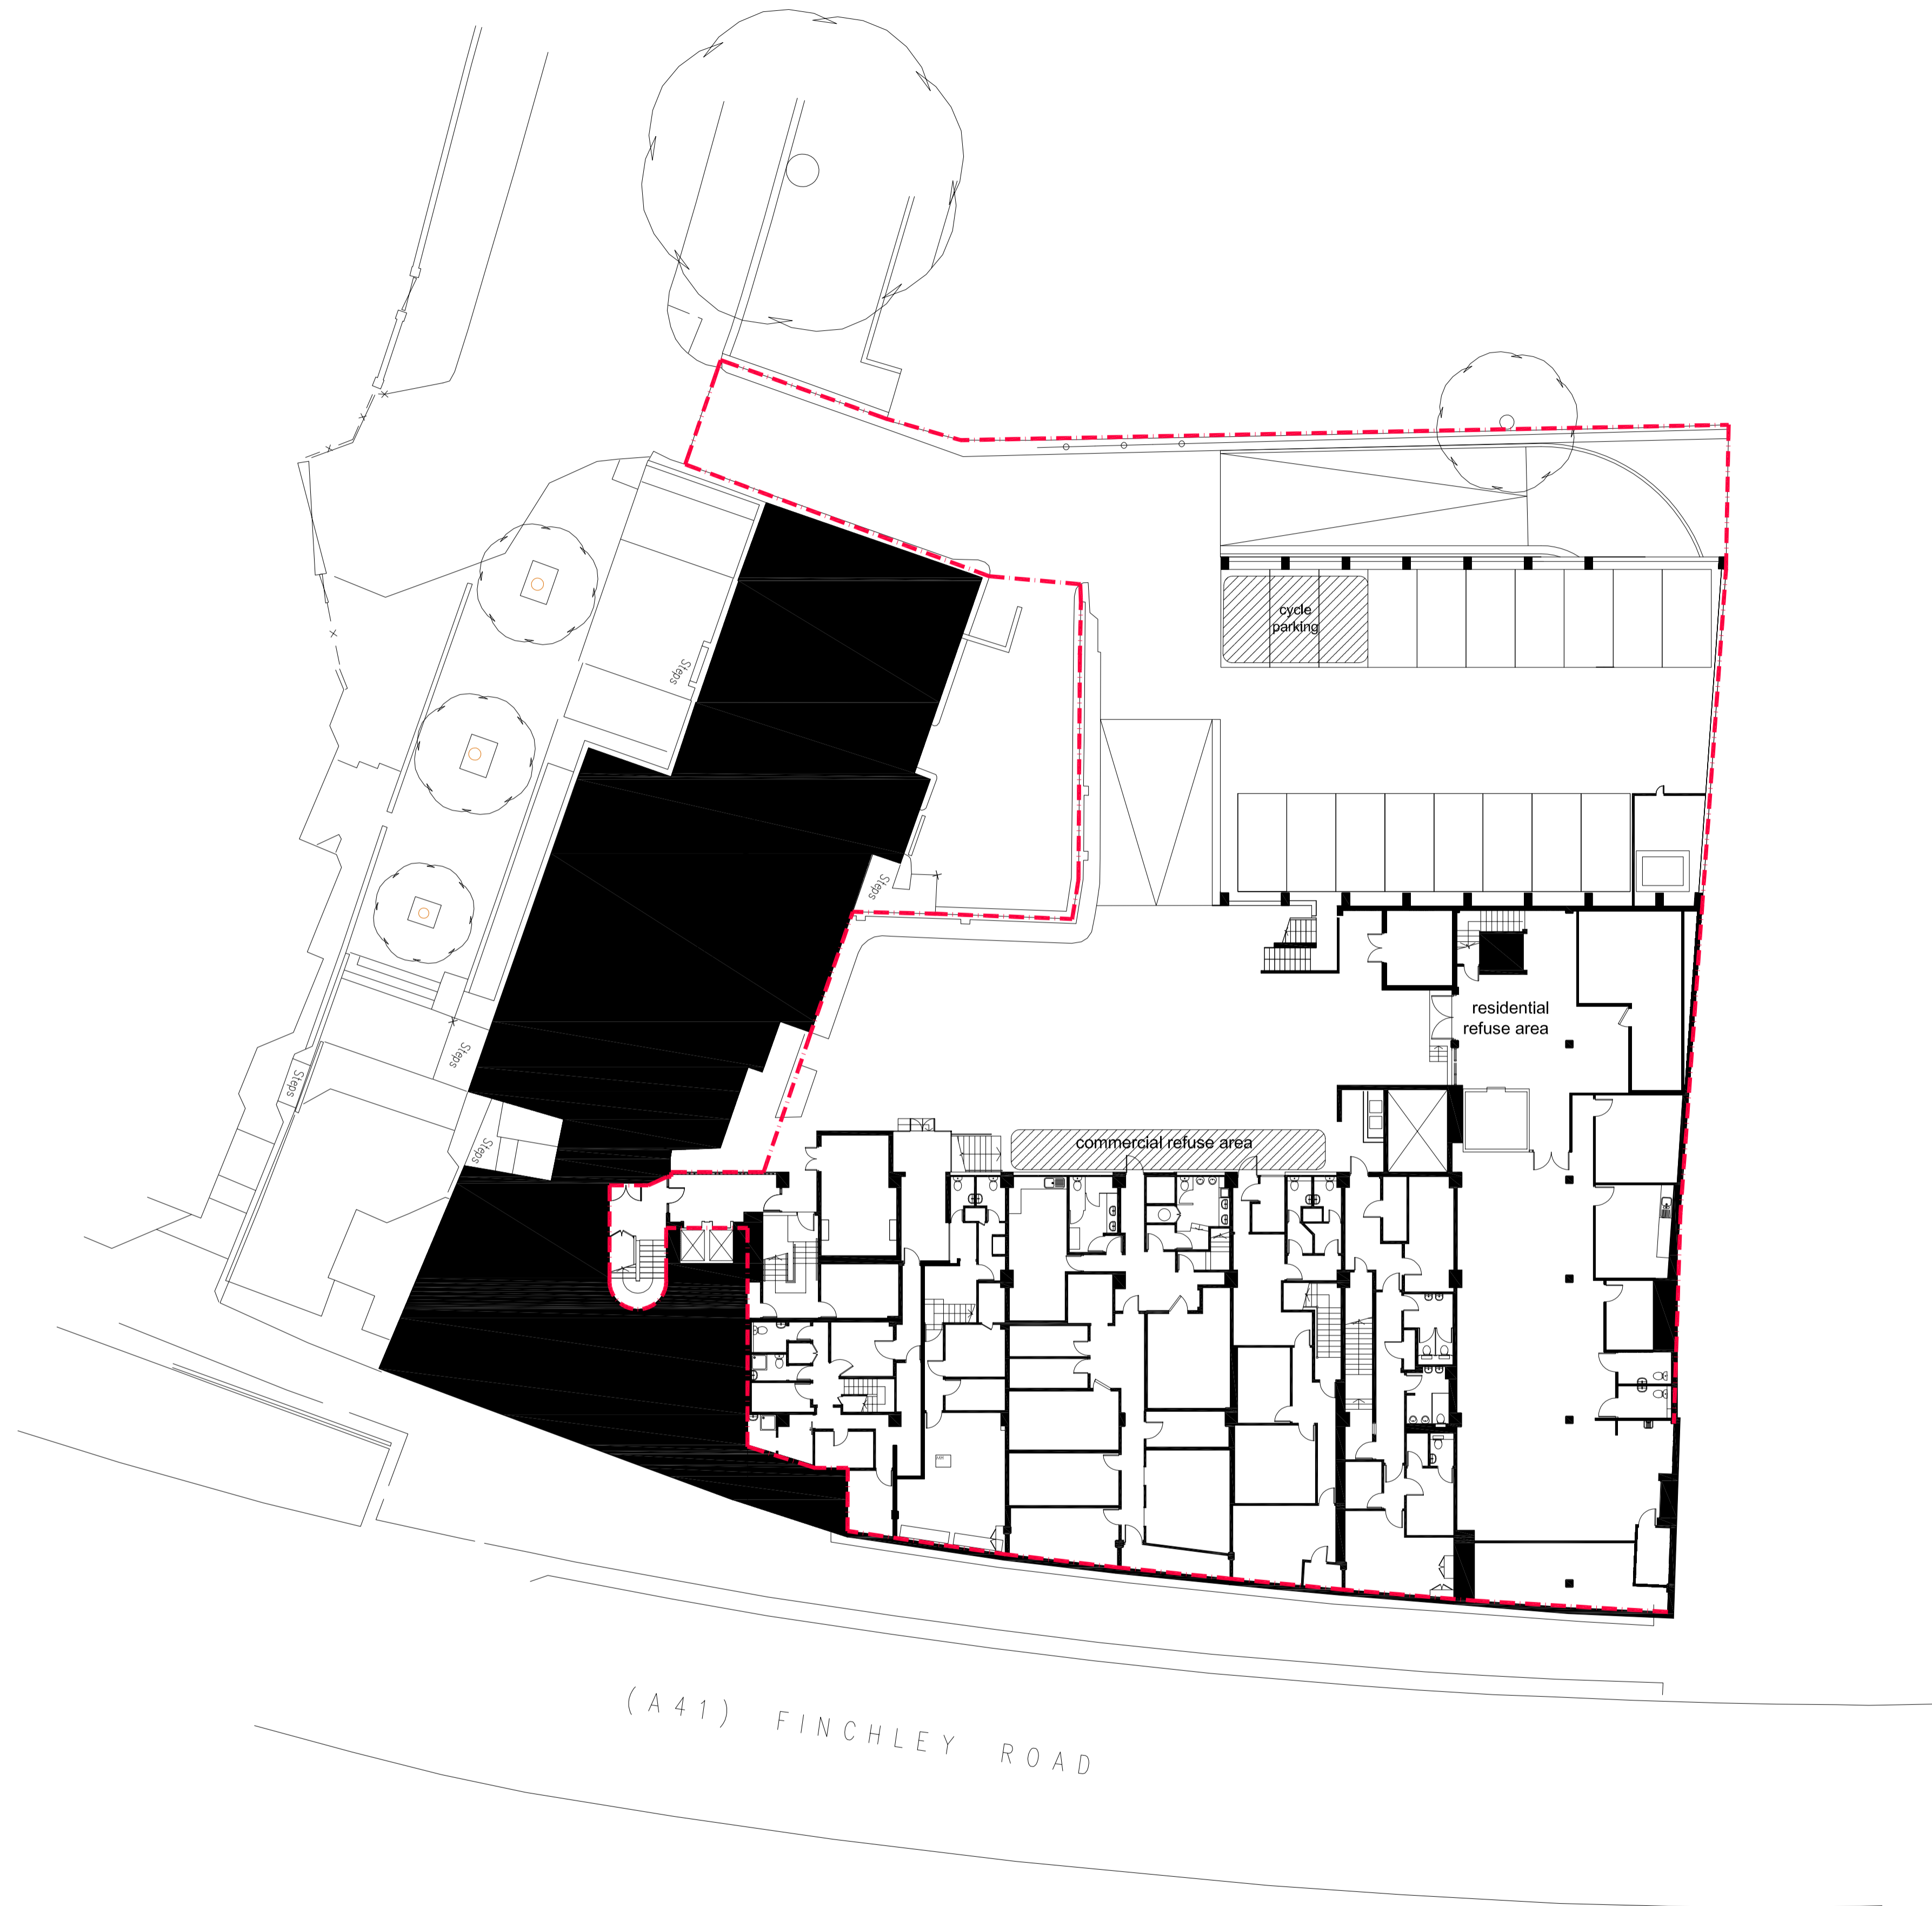 cycle
parking
Steps
Steps
residential
refuse area
Steps
Steps
commercial refuse area
Steps
(A41) FINCHLEY ROAD